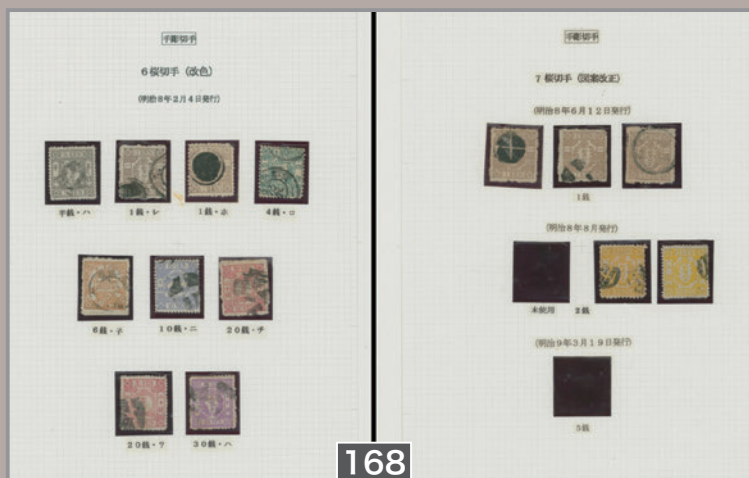 手彫切手
6桜切手(改色)
(明治8年2月4日発行)
半銭・ハ 1銭・レ 1銭・ホ 4銭・ロ
6銭・子 10銭・ニ 20銭・チ
20銭・? 30銭・ハ
手彫切手
7桜切手(図案改正)
(明治8年6月12日発行)
1銭
(明治8年8月発行)
未使用 2銭
(明治9年3月19日発行)
5銭
168